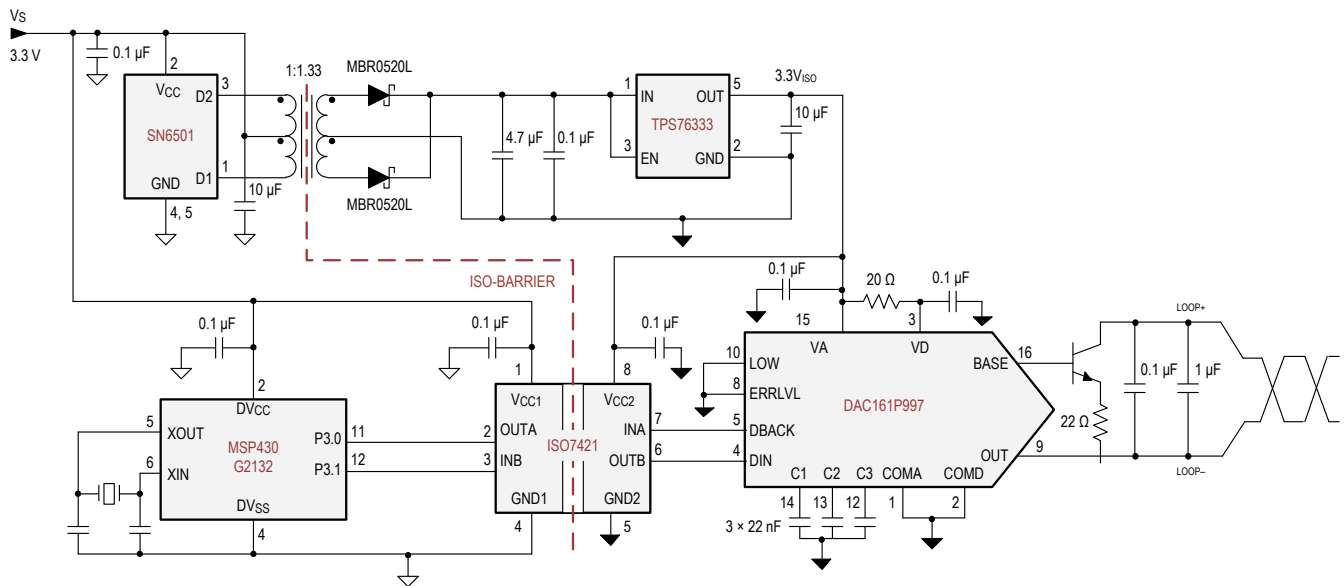 VS
3.3 V
0.1 µF
2
VCC
D2
3
SN6501
D1
1
GND
4, 5
10 µF
1:1.33
MBR0520L
MBR0520L
4.7 µF
0.1 µF
1
IN
OUT
5
TPS76333
3
EN
GND
2
3.3VISO
10 µF
ISO-BARRIER
0.1 µF
2
DVCC
5
XOUT
6
XIN
MSP430
G2132
P3.0
11
P3.1
12
DVSS
4
0.1 µF
1
VCC1
OUTA
2
INB
3
GND1
4
ISO7421
0.1 µF
8
VCC2
INA
7
OUTB
6
GND2
5
0.1 µF
20 Ω
0.1 µF
15
3
VA
VD
10
LOW
8
ERRLVL
5
DBACK
4
DIN
DAC161P997
BASE
16
OUT
9
C1
C2
C3
COMA
COMD
14
13
12
1
2
3 × 22 nF
22 Ω
0.1 µF
1 µF
LOOP+
LOOP–